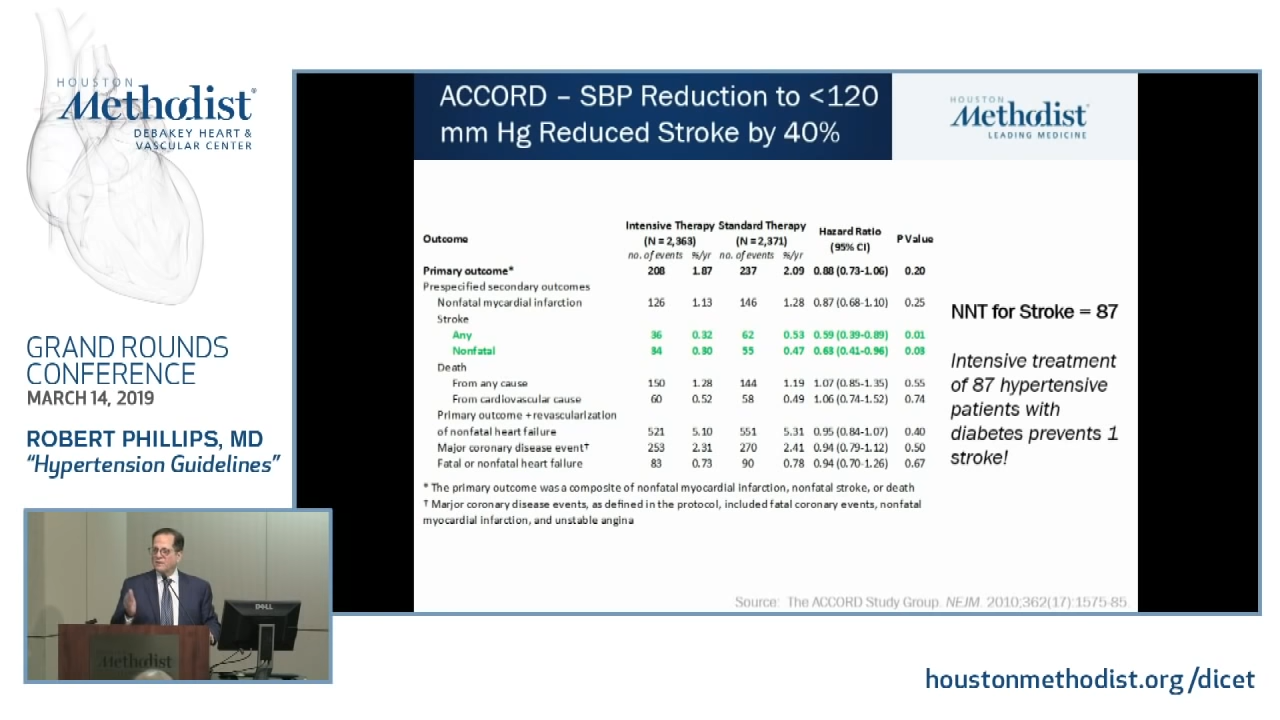 HOUSTON
Methodist®
DEBAKEY HEART &
VASCULAR CENTER
GRAND ROUNDS
CONFERENCE
MARCH 14, 2019
ROBERT PHILLIPS, MD
“Hypertension Guidelines”
ACCORD – SBP Reduction to <120
mm Hg Reduced Stroke by 40%
HOUSTON
Methodist
LEADING MEDICINE
Outcome Intensive Therapy (N = 2,363) Standard Therapy (N = 2,371) Hazard Ratio (95% CI) P Value
no. of events %/yr no. of events %/yr
Primary outcome* 208 1.87 237 2.09 0.88 (0.73-1.06) 0.20
Prespecified secondary outcomes
Nonfatal mycardial infarction 126 1.13 146 1.28 0.87 (0.68-1.10) 0.25
Stroke
Any 36 0.32 62 0.53 0.59 (0.39-0.89) 0.01
Nonfatal 34 0.30 55 0.47 0.63 (0.41-0.96) 0.03
Death
From any cause 150 1.28 144 1.19 1.07 (0.85-1.35) 0.55
From cardiovascular cause 60 0.52 58 0.49 1.06 (0.74-1.52) 0.74
Primary outcome + revascularization
of nonfatal heart failure 521 5.10 551 5.31 0.95 (0.84-1.07) 0.40
Major coronary disease event† 253 2.31 270 2.41 0.94 (0.79-1.12) 0.50
Fatal or nonfatal heart failure 83 0.73 90 0.78 0.94 (0.70-1.26) 0.67
* The primary outcome was a composite of nonfatal myocardial infarction, nonfatal stroke, or death
† Marjor coronary disease events, as defined in the protocol, included fatal coronary events, nonfatal
myocardial infarction, and unstable angina
NNT for Stroke = 87
Intensive treatment
of 87 hypertensive
patients with
diabetes prevents 1
stroke!
Source: The ACCORD Study Group. NEJM. 2010;362(17):1575-85.
DELL
Methodist
houstonmethodist.org/dicet